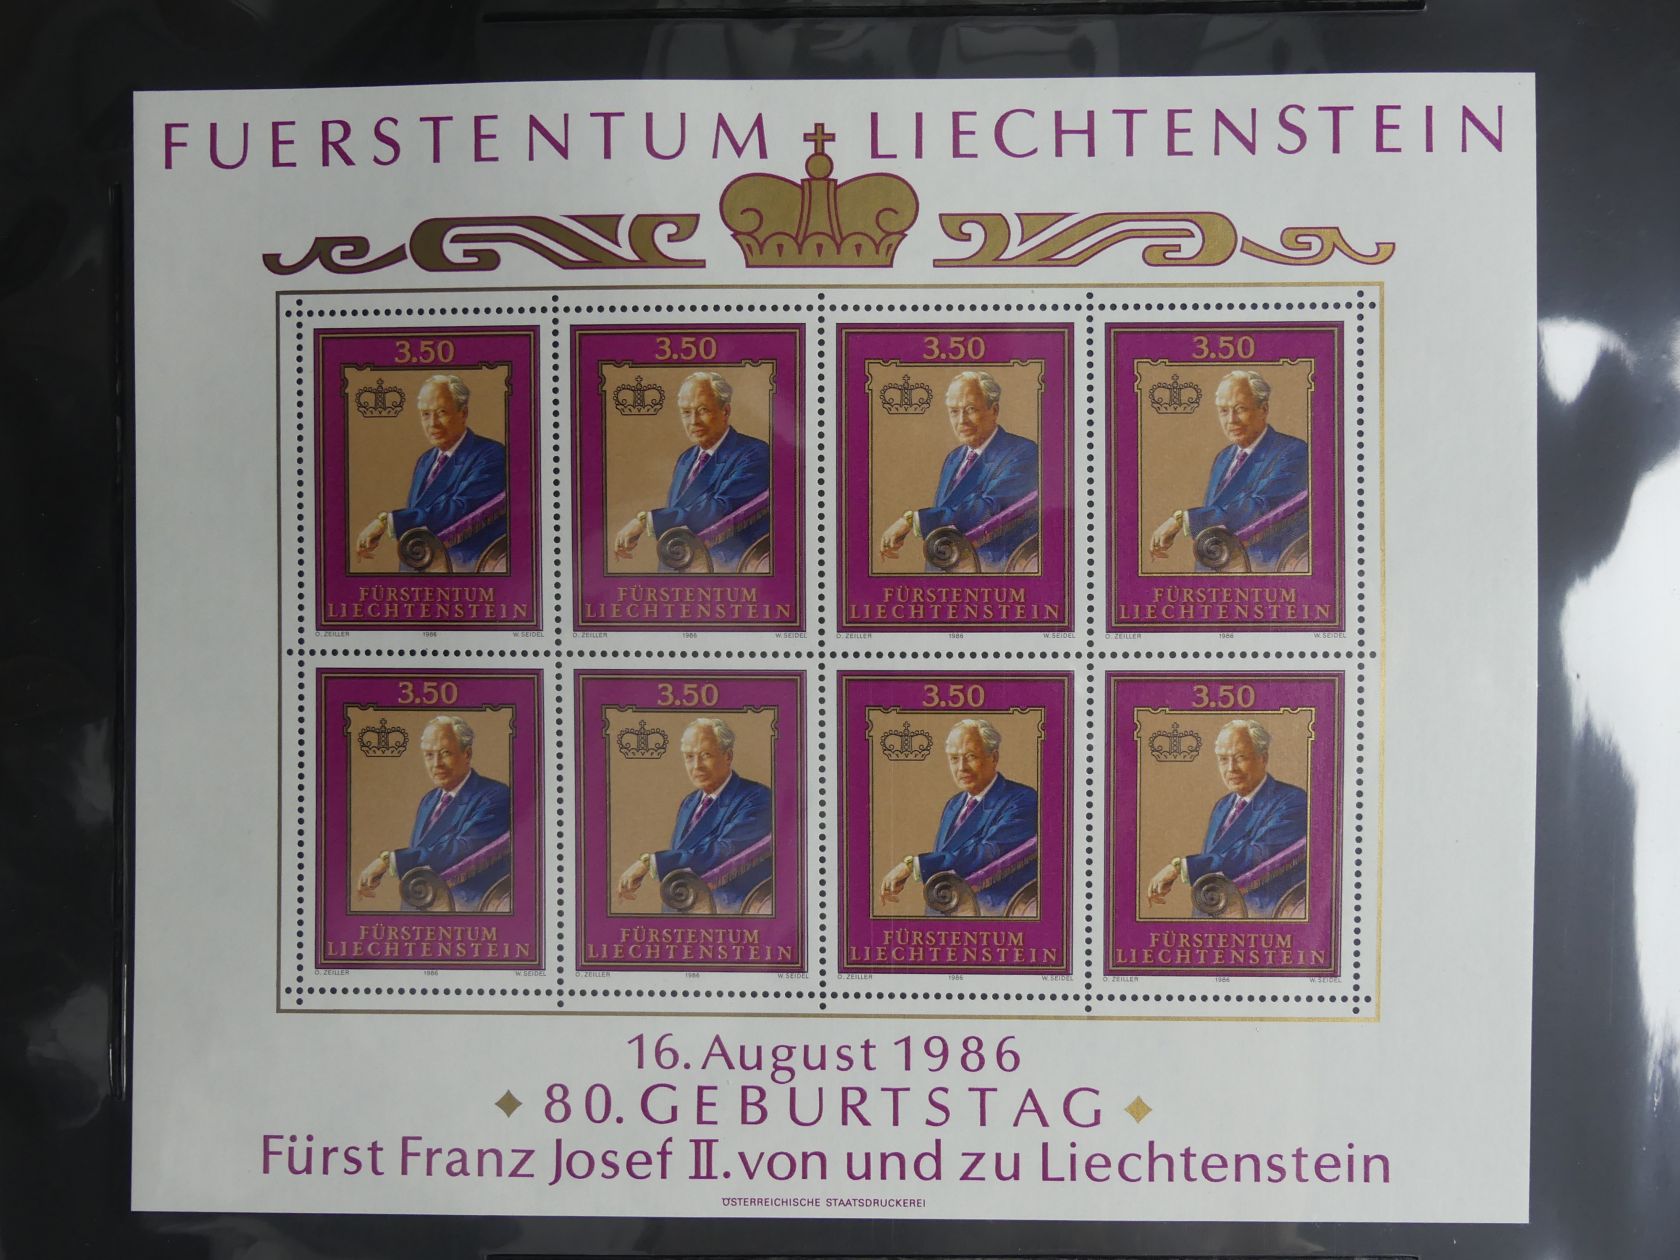 FUERSTENTUM LIECHTENSTEIN
3.50 3.50 3.50 3.50
FÜRSTENTUM FÜRSTENTUM FÜRSTENTUM FÜRSTENTUM
LIECHTENSTEIN LIECHTENSTEIN LIECHTENSTEIN LIECHTENSTEIN
O. ZEILLER 1986 W. SEIDEL O. ZEILLER 1986 W. SEIDEL O. ZEILLER 1986 W. SEIDEL O. ZEILLER 1986 W. SEIDEL
3.50 3.50 3.50 3.50
FÜRSTENTUM FÜRSTENTUM FÜRSTENTUM FÜRSTENTUM
LIECHTENSTEIN LIECHTENSTEIN LIECHTENSTEIN LIECHTENSTEIN
O. ZEILLER 1986 W. SEIDEL O. ZEILLER 1986 W. SEIDEL O. ZEILLER 1986 W. SEIDEL O. ZEILLER 1986 W. SEIDEL
16. August 1986
80. GEBURTSTAG
Fürst Franz Josef II. von und zu Liechtenstein
ÖSTERREICHISCHE STAATSDRUCKEREI